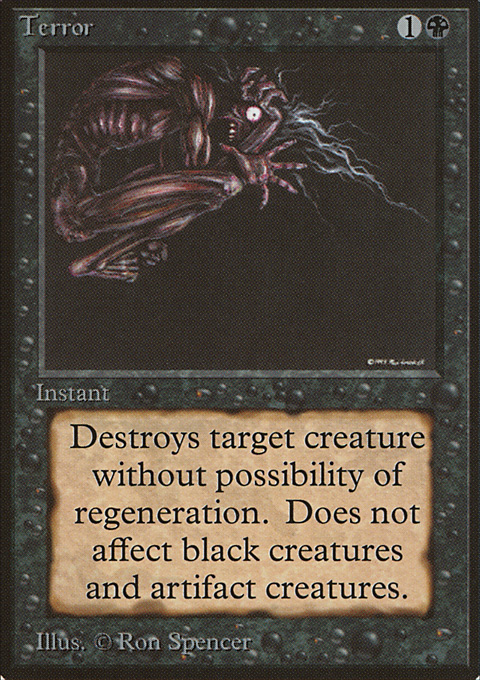 Terror 1
Instant
Destroys target creature
without possibility of
regeneration. Does not
affect black creatures
and artifact creatures.
Illus. © Ron Spencer